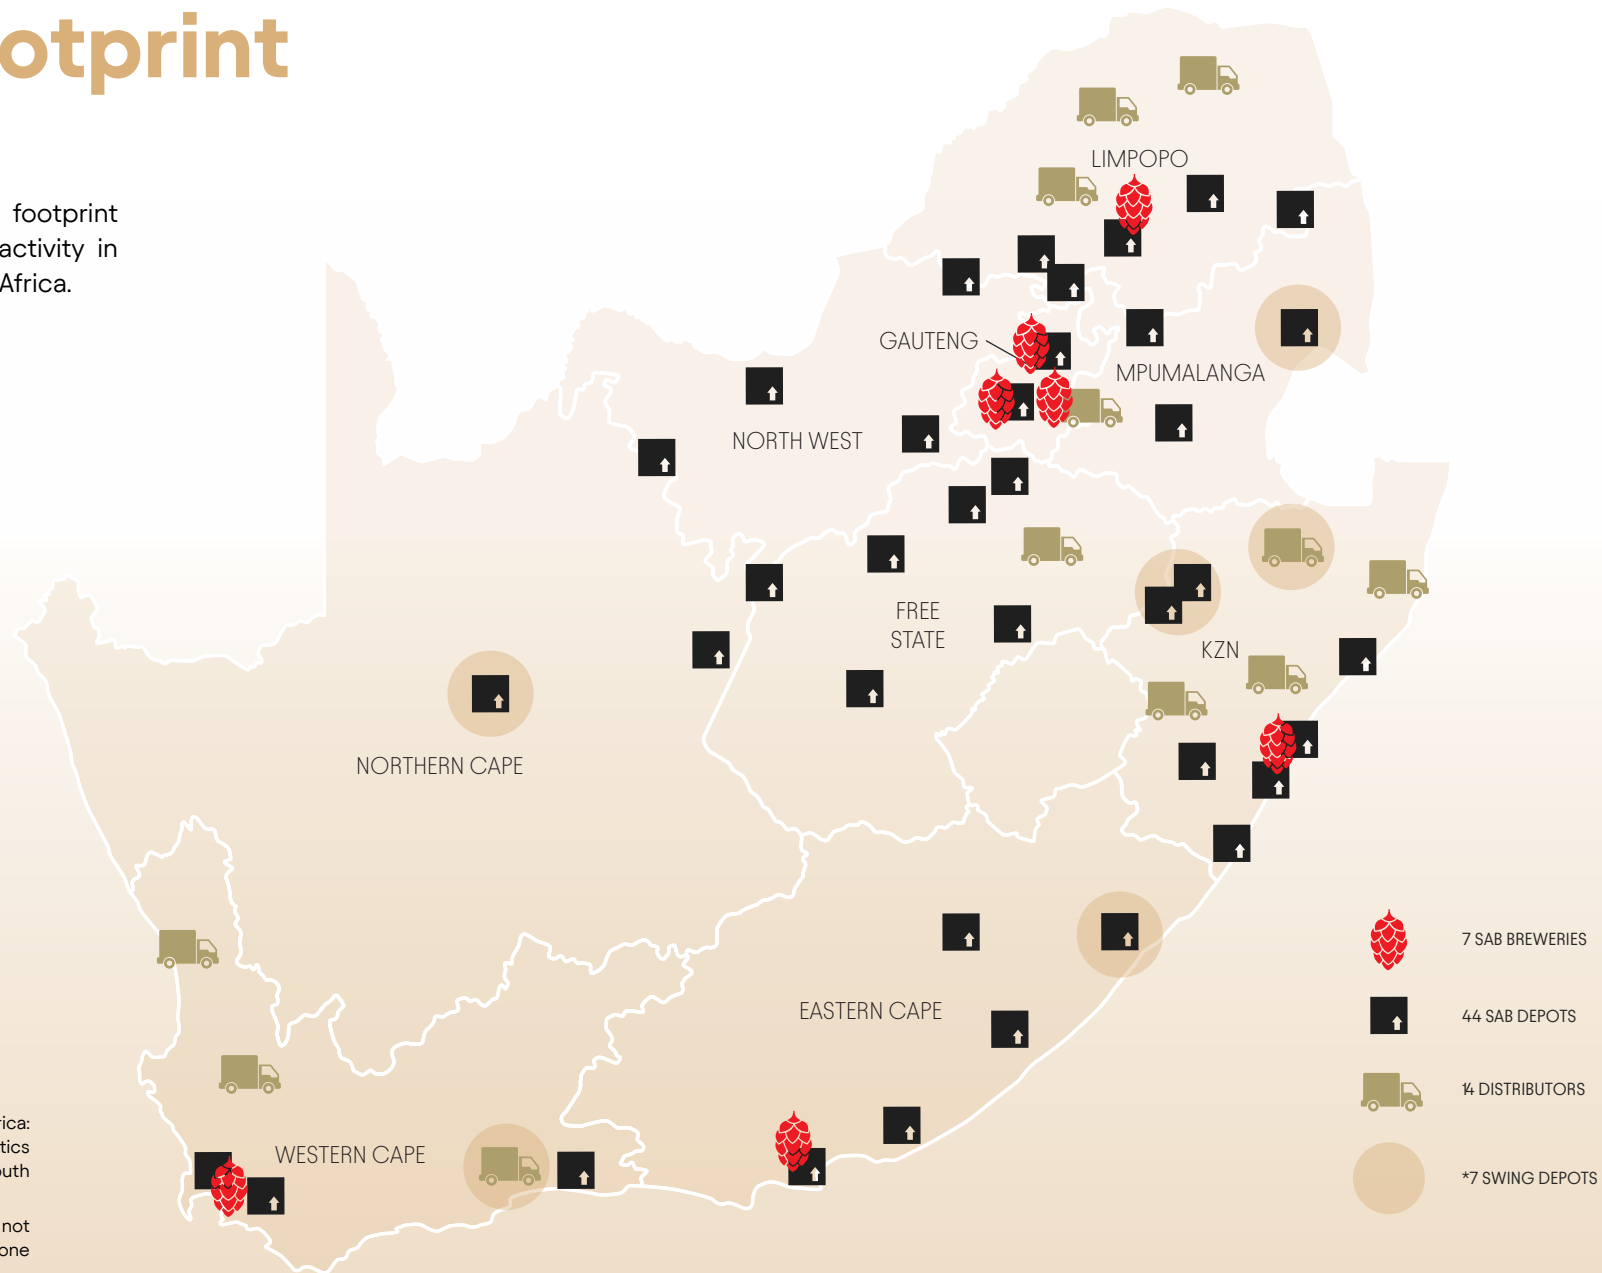 otprint
footprint
activity in
Africa.
LIMPOPO
GAUTENG
MPUMALANGA
NORTH WEST
FREE
STATE
KZN
NORTHERN CAPE
EASTERN CAPE
WESTERN CAPE
7 SAB BREWERIES
44 SAB DEPOTS
14 DISTRIBUTORS
*7 SWING DEPOTS
rica:
tics
outh
not
one